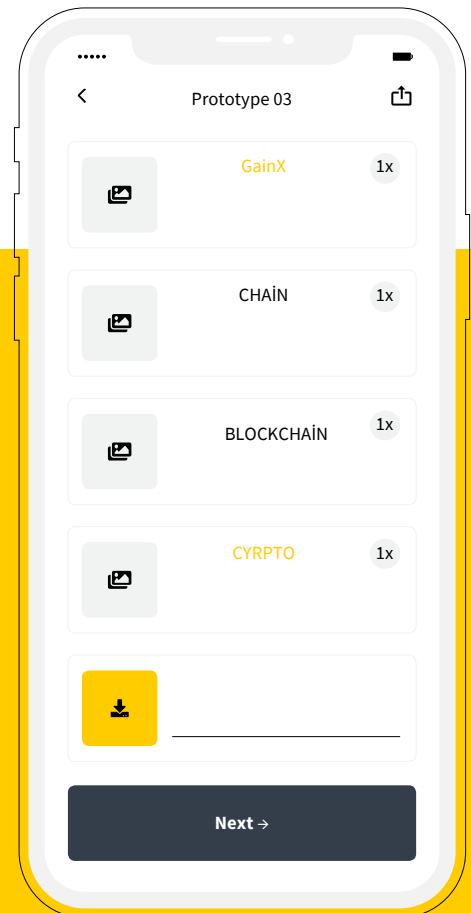 Prototype 03
GainX
1x
CHAİN
1x
BLOCKCHAİN
1x
CYRPTO
1x
Next →